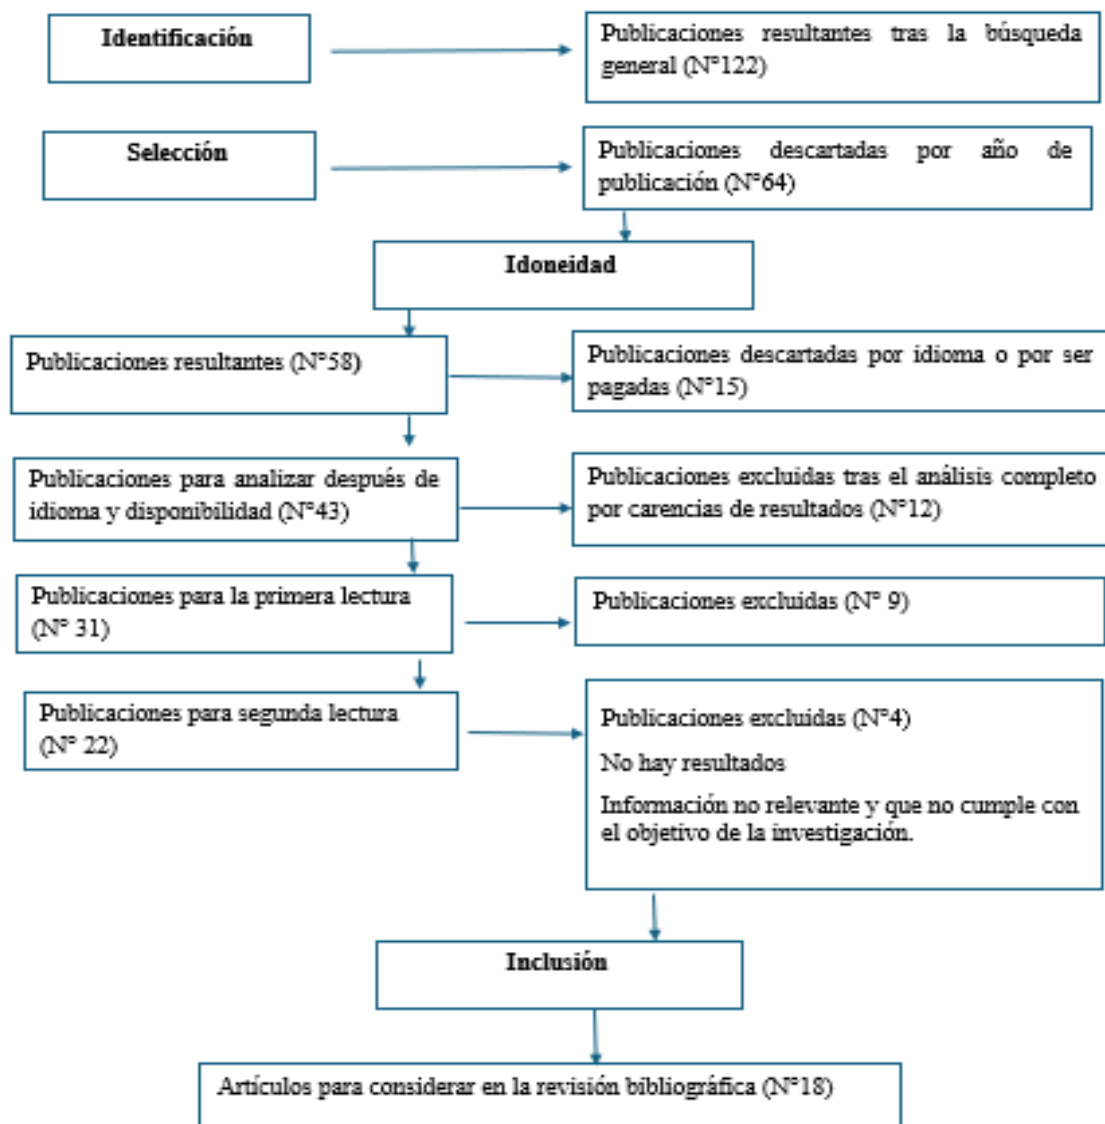 Identificación
Publicaciones resultantes tras la búsqueda
general (N°122)
Selección
Publicaciones descartadas por año de
publicación (N°64)
Idoneidad
Publicaciones resultantes (N°58)
Publicaciones descartadas por idioma o por ser
pagadas (N°15)
Publicaciones para analizar después de
idioma y disponibilidad (N°43)
Publicaciones excluidas tras el análisis completo
por carencias de resultados (N°12)
Publicaciones para la primera lectura
(N° 31)
Publicaciones excluidas (N° 9)
Publicaciones para segunda lectura
(N° 22)
Publicaciones excluidas (N°4)
No hay resultados
Información no relevante y que no cumple con
el objetivo de la investigación.
Inclusión
Artículos para considerar en la revisión bibliográfica (N°18)